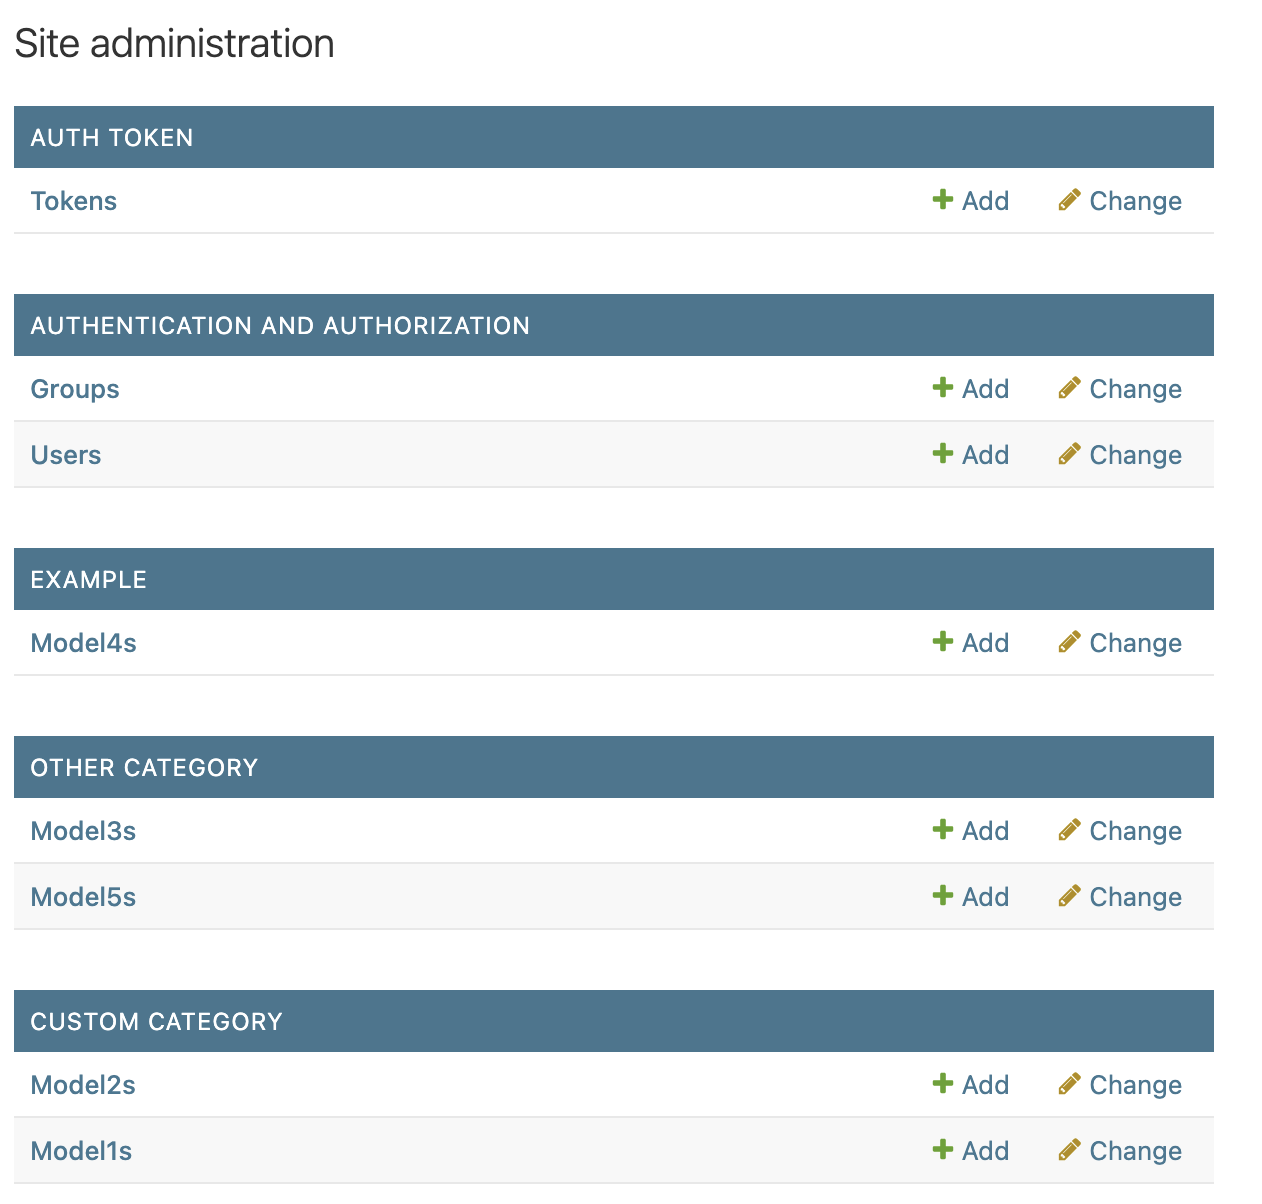 Site administration
AUTH TOKEN
Tokens Add Change
AUTHENTICATION AND AUTHORIZATION
Groups Add Change
Users Add Change
EXAMPLE
Model4s Add Change
OTHER CATEGORY
Model3s Add Change
Model5s Add Change
CUSTOM CATEGORY
Model2s Add Change
Model1s Add Change